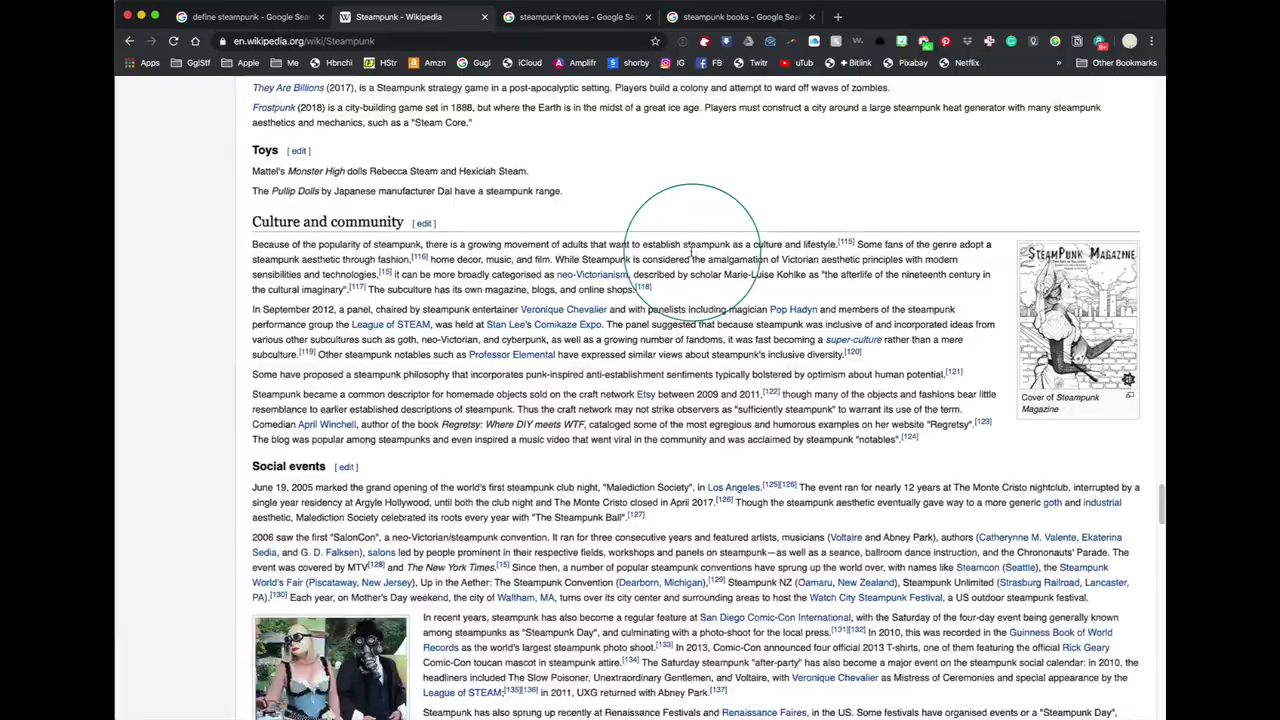 define steampunk - Google Sear
Steampunk - Wikipedia
steampunk movies - Google Se
steampunk books - Google Sea
en.wikipedia.org/wiki/Steampunk
Apps
GglStf
Apple
Me
Hbnchi
HStr
Amzn
Gugl
iCloud
Amplifr
shorby
IG
FB
Twitr
uTub
+ Bitlink
Pixabay
Netflix
»
Other Bookmarks
They Are Billions (2017), is a Steampunk strategy game in a post-apocalyptic setting. Players build a colony and attempt to ward off waves of zombies.
Frostpunk (2018) is a city-building game set in 1888, but where the Earth is in the midst of a great ice age. Players must construct a city around a large steampunk heat generator with many steampunk
aesthetics and mechanics, such as a "Steam Core."
Toys [ edit ]
Mattel's Monster High dolls Rebecca Steam and Hexiciah Steam.
The Pullip Dolls by Japanese manufacturer Dal have a steampunk range.
Culture and community [ edit ]
Because of the popularity of steampunk, there is a growing movement of adults that want to establish steampunk as a culture and lifestyle.[115] Some fans of the genre adopt a
steampunk aesthetic through fashion,[116] home decor, music, and film. While Steampunk is considered the amalgamation of Victorian aesthetic principles with modern
sensibilities and technologies,[15] it can be more broadly categorised as neo-Victorianism, described by scholar Marie-Luise Kohlke as "the afterlife of the nineteenth century in
the cultural imaginary".[117] The subculture has its own magazine, blogs, and online shops.[118]
In September 2012, a panel, chaired by steampunk entertainer Veronique Chevalier and with panelists including magician Pop Hadyn and members of the steampunk
performance group the League of STEAM, was held at Stan Lee's Comikaze Expo. The panel suggested that because steampunk was inclusive of and incorporated ideas from
various other subcultures such as goth, neo-Victorian, and cyberpunk, as well as a growing number of fandoms, it was fast becoming a super-culture rather than a mere
subculture.[119] Other steampunk notables such as Professor Elemental have expressed similar views about steampunk's inclusive diversity.[120]
Some have proposed a steampunk philosophy that incorporates punk-inspired anti-establishment sentiments typically bolstered by optimism about human potential.[121]
Steampunk became a common descriptor for homemade objects sold on the craft network Etsy between 2009 and 2011,[122] though many of the objects and fashions bear little
resemblance to earlier established descriptions of steampunk. Thus the craft network may not strike observers as "sufficiently steampunk" to warrant its use of the term.
Comedian April Winchell, author of the book Regretsy: Where DIY meets WTF, cataloged some of the most egregious and humorous examples on her website "Regretsy".[123]
The blog was popular among steampunks and even inspired a music video that went viral in the community and was acclaimed by steampunk "notables".[124]
STEAMPUNK MAGAZINE
Cover of Steampunk
Magazine
Social events [ edit ]
June 19, 2005 marked the grand opening of the world's first steampunk club night, "Malediction Society", in Los Angeles.[125][126] The event ran for nearly 12 years at The Monte Cristo nightclub, interrupted by a
single year residency at Argyle Hollywood, until both the club night and The Monte Cristo closed in April 2017.[126] Though the steampunk aesthetic eventually gave way to a more generic goth and industrial
aesthetic, Malediction Society celebrated its roots every year with "The Steampunk Ball".[127]
2006 saw the first "SalonCon", a neo-Victorian/steampunk convention. It ran for three consecutive years and featured artists, musicians (Voltaire and Abney Park), authors (Catherynne M. Valente, Ekaterina
Sedia, and G. D. Falksen), salons led by people prominent in their respective fields, workshops and panels on steampunk—as well as a seance, ballroom dance instruction, and the Chrononauts' Parade. The
event was covered by MTV[128] and The New York Times.[15] Since then, a number of popular steampunk conventions have sprung up the world over, with names like Steamcon (Seattle), the Steampunk
World's Fair (Piscataway, New Jersey), Up in the Aether: The Steampunk Convention (Dearborn, Michigan),[129] Steampunk NZ (Oamaru, New Zealand), Steampunk Unlimited (Strasburg Railroad, Lancaster,
PA).[130] Each year, on Mother's Day weekend, the city of Waltham, MA, turns over its city center and surrounding areas to host the Watch City Steampunk Festival, a US outdoor steampunk festival.
In recent years, steampunk has also become a regular feature at San Diego Comic-Con International, with the Saturday of the four-day event being generally known
among steampunks as "Steampunk Day", and culminating with a photo-shoot for the local press.[131][132] In 2010, this was recorded in the Guinness Book of World
Records as the world's largest steampunk photo shoot.[133] In 2013, Comic-Con announced four official 2013 T-shirts, one of them featuring the official Rick Geary
Comic-Con toucan mascot in steampunk attire.[134] The Saturday steampunk "after-party" has also become a major event on the steampunk social calendar: in 2010, the
headliners included The Slow Poisoner, Unextraordinary Gentlemen, and Voltaire, with Veronique Chevalier as Mistress of Ceremonies and special appearance by the
League of STEAM;[135][136] in 2011, UXG returned with Abney Park.[137]
Steampunk has also sprung up recently at Renaissance Festivals and Renaissance Faires, in the US. Some festivals have organised events or a "Steampunk Day",